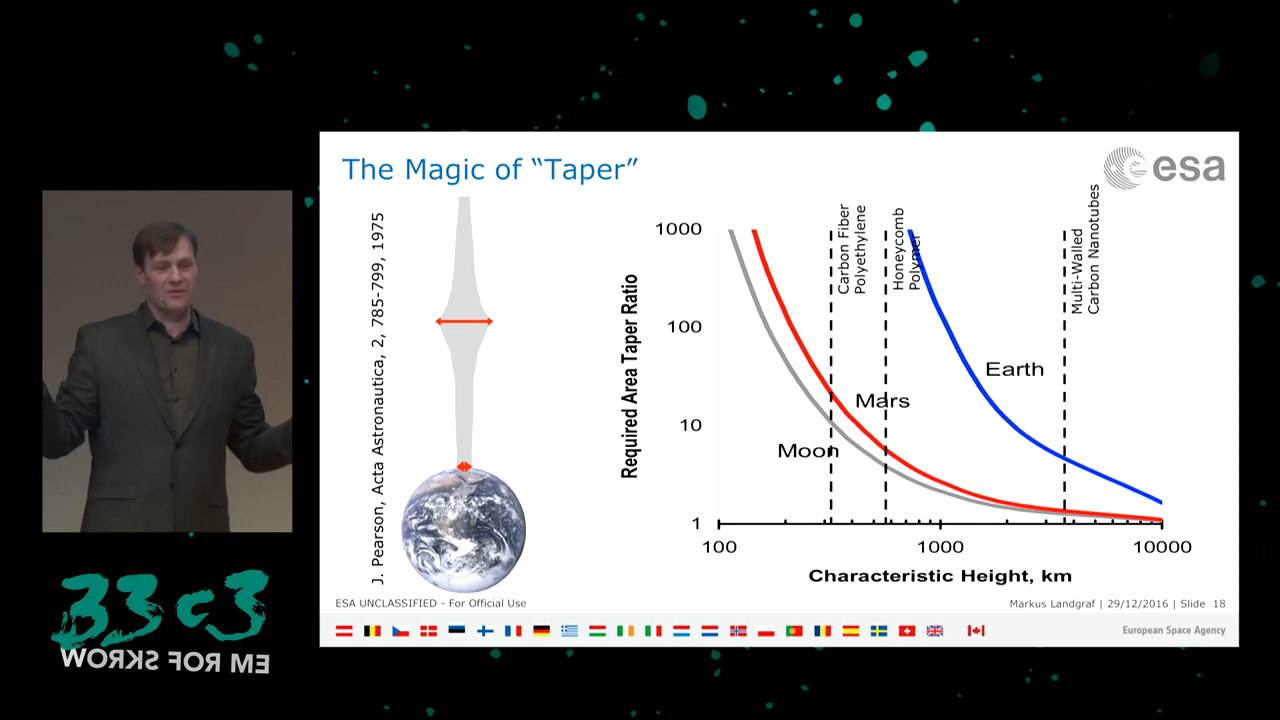 The Magic of “Taper”
esa
J. Pearson, Acta Astronautica, 2, 785-799, 1975
Required Area Taper Ratio
1000
100
10
1
Carbon Fiber
Polyethylene
Honeycomb
Polymer
Multi-Walled
Carbon Nanotubes
Earth
Mars
Moon
100
1000
10000
Characteristic Height, km
ESA UNCLASSIFIED - For Official Use
Markus Landgraf | 29/12/2016 | Slide 18
European Space Agency
33c3
WORKS FOR ME